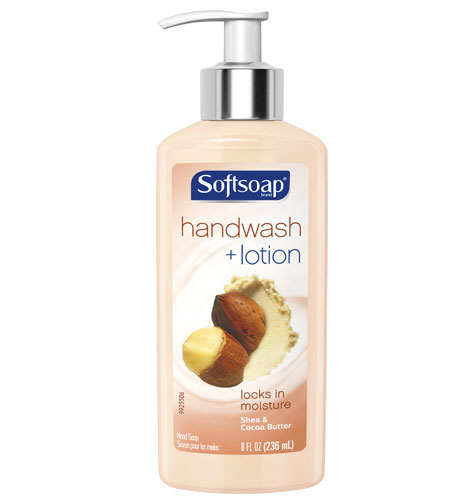 Softsoap®
brand
handwash
+lotion
locks in
moisture
Shea &
Cocoa Butter
Hand Soap
Savon pour les mains
8 FL OZ (236 mL)